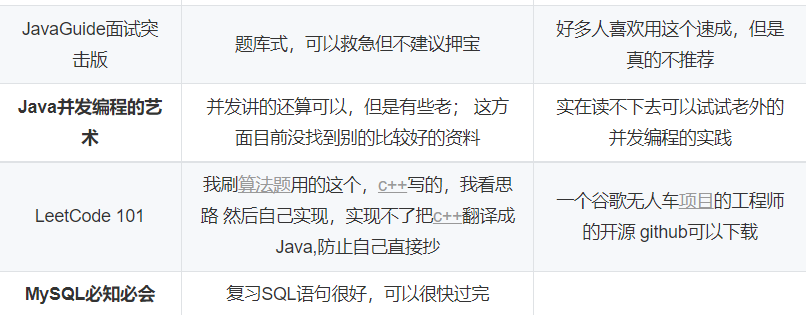 JavaGuide面试突
击版
题库式，可以救急但不建议押宝
好多人喜欢用这个速成，但是
真的不推荐
Java并发编程的艺
术
并发讲的还算可以，但是有些老； 这方
面目前没找到别的比较好的资料
实在读不下去可以试试老外的
并发编程的实践
LeetCode 101
我刷算法题用的这个，c++写的，我看思
路 然后自己实现，实现不了把c++翻译成
Java,防止自己直接抄
一个谷歌无人车项目的工程师
的开源 github可以下载
MySQL必知必会
复习SQL语句很好，可以很快过完